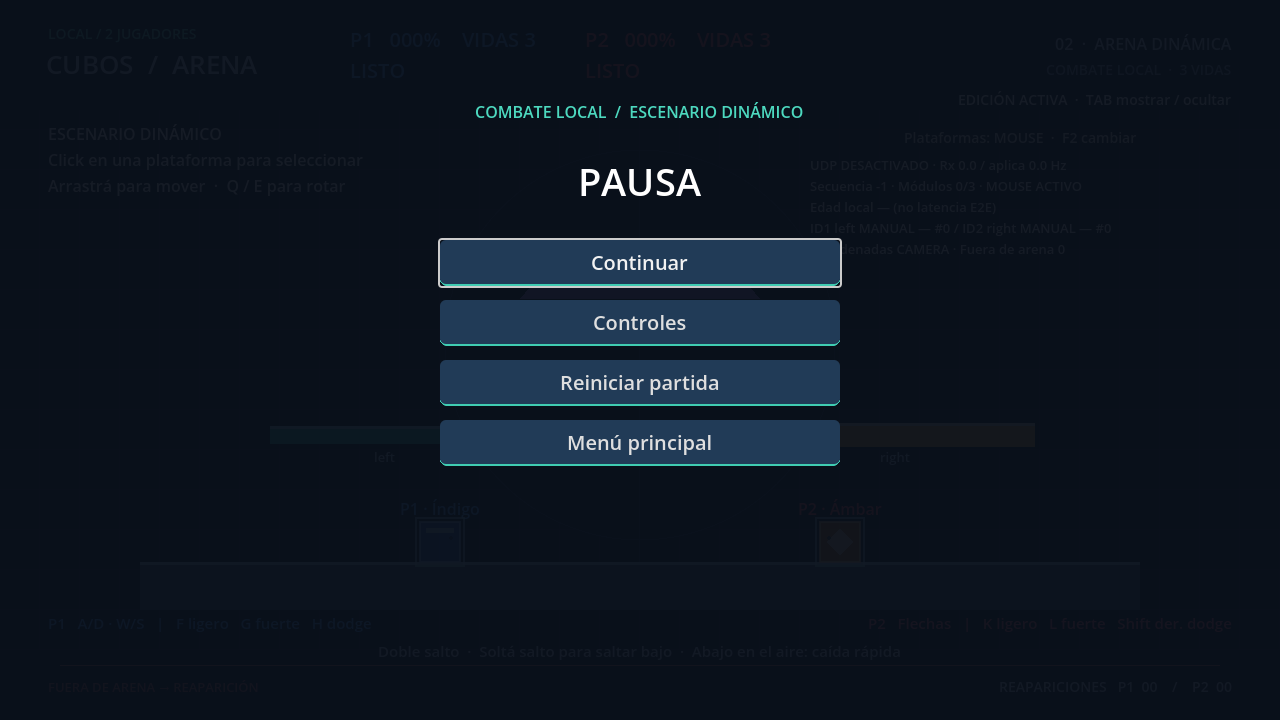 LOCAL / 2 JUGADORES
CUBOS / ARENA
P1 000% VIDAS 3
LISTO
P2 000% VIDAS 3
LISTO
02 · ARENA DINÁMICA
COMBATE LOCAL 3 VIDAS
EDICIÓN ACTIVA · TAB mostrar / ocultar
COMBATE LOCAL / ESCENARIO DINÁMICO
ESCENARIO DINÁMICO
Click en una plataforma para seleccionar
Arrastrá para mover · Q / E para rotar
Plataformas: MOUSE · F2 cambiar
UDP DESACTIVADO · Rx 0.0 / aplica 0.0 Hz
Secuencia -1 · Módulos 0/3 · MOUSE ACTIVO
Edad local — (no latencia E2E)
ID1 left MANUAL — #0 / ID2 right MANUAL — #0
CAMERA · Fuera de arena 0
PAUSA
Continuar
Controles
Reiniciar partida
Menú principal
left
right
P1 · Índigo
P2 · Ámbar
P1 A/D W/S | F ligero G fuerte H dodge
P2 Flechas | K ligero L fuerte Shift der. dodge
Doble salto · Soltá salto para saltar bajo · Abajo en el aire: caída rápida
FUERA DE ARENA — REAPARICIÓN
REAPARICIONES P1 00 / P2 00